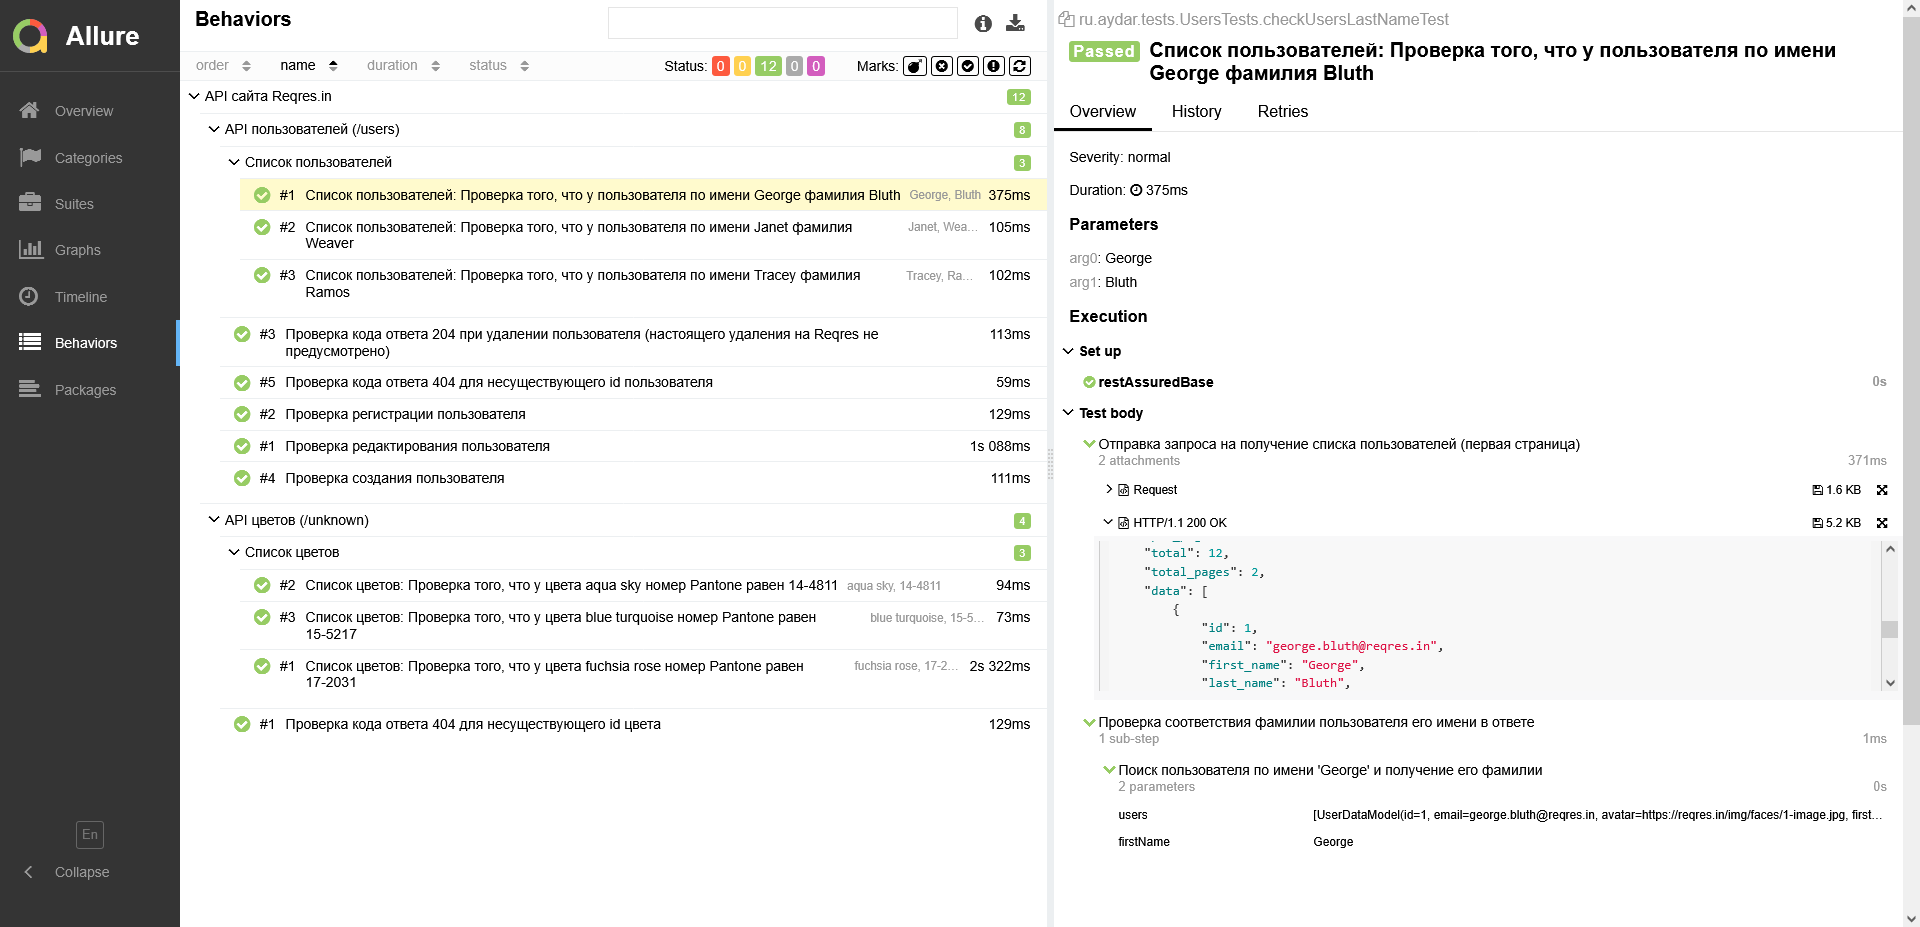 Allure
Overview
Categories
Suites
Graphs
Timeline
Behaviors
Packages
En
Collapse
Behaviors
order name duration status Status: 0 0 12 0 0 Marks:
API сайта Reqres.in 12
API пользователей (/users) 8
Список пользователей 3
#1 Список пользователей: Проверка того, что у пользователя по имени George фамилия Bluth George, Bluth 375ms
#2 Список пользователей: Проверка того, что у пользователя по имени Janet фамилия Janet, Wea... 105ms
Weaver
#3 Список пользователей: Проверка того, что у пользователя по имени Tracey фамилия Tracey, Ra... 102ms
Ramos
#3 Проверка кода ответа 204 при удалении пользователя (настоящего удаления на Reqres не 113ms
предусмотрено)
#5 Проверка кода ответа 404 для несуществующего id пользователя 59ms
#2 Проверка регистрации пользователя 129ms
#1 Проверка редактирования пользователя 1s 088ms
#4 Проверка создания пользователя 111ms
API цветов (/unknown) 4
Список цветов 3
#2 Список цветов: Проверка того, что у цвета aqua sky номер Pantone равен 14-4811 aqua sky, 14-4811 94ms
#3 Список цветов: Проверка того, что у цвета blue turquoise номер Pantone равен blue turquoise, 15-5... 73ms
15-5217
#1 Список цветов: Проверка того, что у цвета fuchsia rose номер Pantone равен fuchsia rose, 17-2... 2s 322ms
17-2031
#1 Проверка кода ответа 404 для несуществующего id цвета 129ms
ru.aydar.tests.UsersTests.checkUsersLastNameTest
Passed Список пользователей: Проверка того, что у пользователя по имени
George фамилия Bluth
Overview History Retries
Severity: normal
Duration: 375ms
Parameters
arg0: George
arg1: Bluth
Execution
Set up
restAssuredBase 0s
Test body
Отправка запроса на получение списка пользователей (первая страница)
2 attachments 371ms
Request 1.6 KB
HTTP/1.1 200 OK 5.2 KB
"total": 12,
"total_pages": 2,
"data": [
{
"id": 1,
"email": "george.bluth@reqres.in",
"first_name": "George",
"last_name": "Bluth",
Проверка соответствия фамилии пользователя его имени в ответе
1 sub-step 1ms
Поиск пользователя по имени 'George' и получение его фамилии
2 parameters 0s
users [UserDataModel(id=1, email=george.bluth@reqres.in, avatar=https://reqres.in/img/faces/1-image.jpg, first...
firstName George